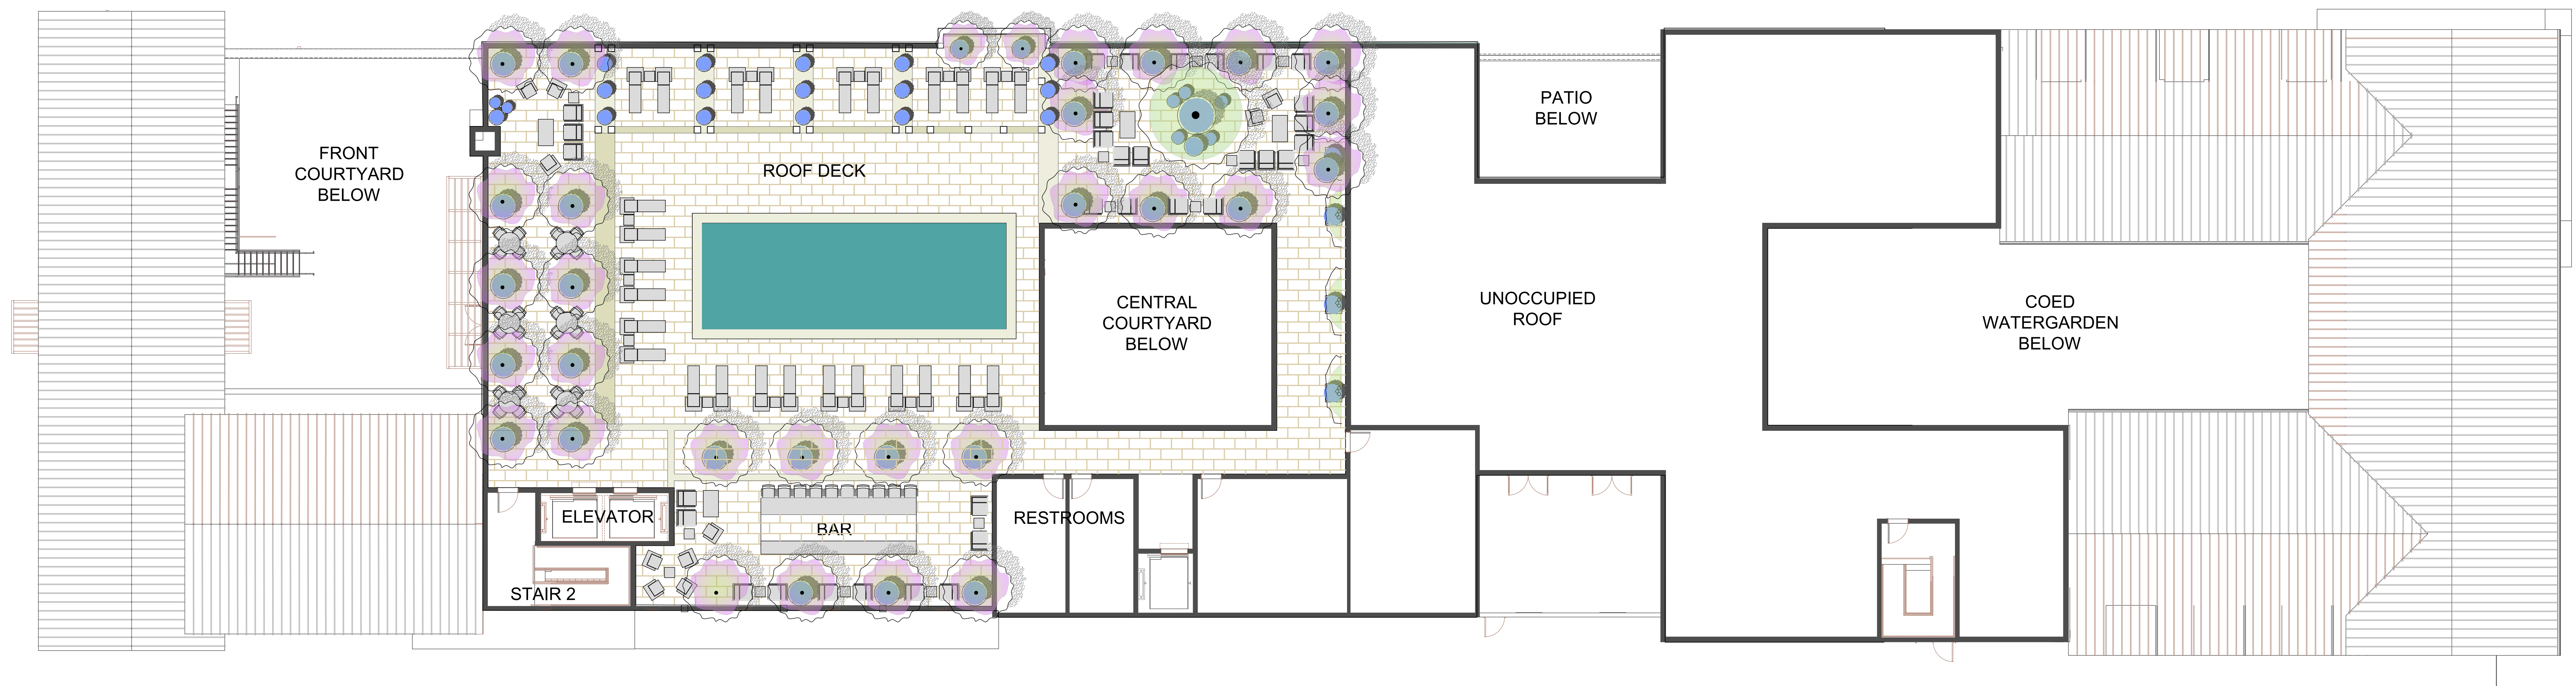 FRONT
COURTYARD
BELOW
ROOF DECK
PATIO
BELOW
CENTRAL
COURTYARD
BELOW
UNOCCUPIED
ROOF
COED
WATERGARDEN
BELOW
ELEVATOR
BAR
RESTROOMS
STAIR 2